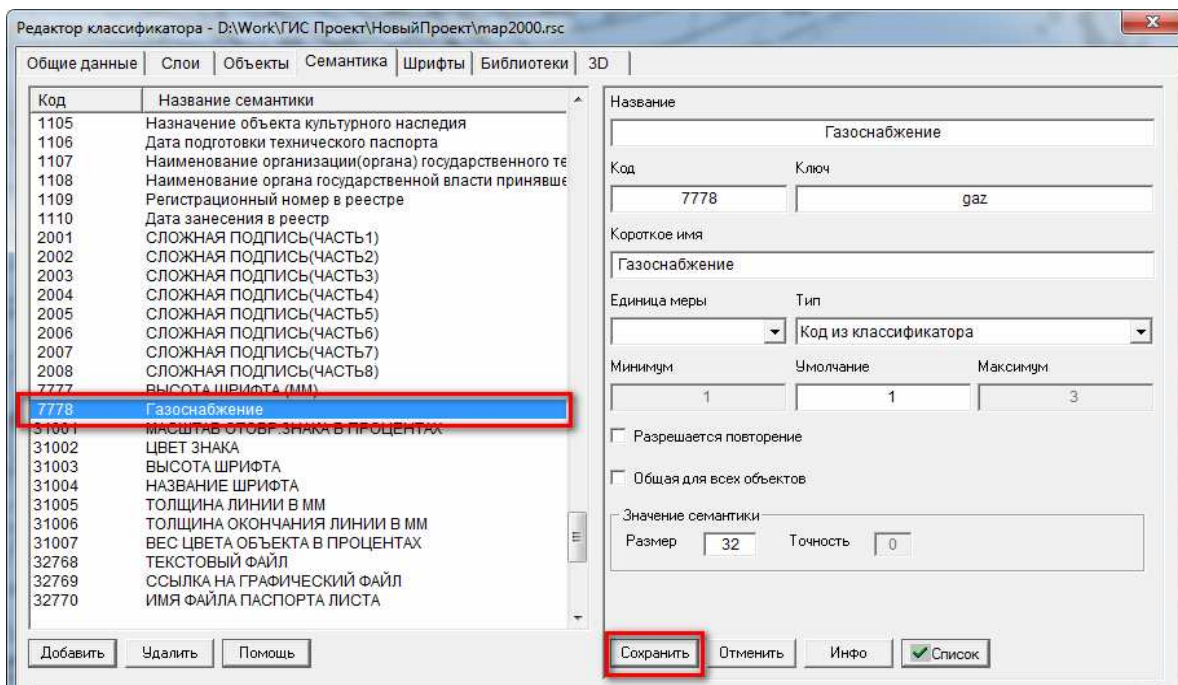 Редактор классификатора - D:\Work\ГИС Проект\НовыйПроект\map2000.rsc
Общие данные Слои Объекты Семантика Шрифты Библиотеки 3D
Код Название семантики
1105 Назначение объекта культурного наследия
1106 Дата подготовки технического паспорта
1107 Наименование организации(органа) государственного те
1108 Наименование органа государственной власти принявше
1109 Регистрационный номер в реестре
1110 Дата занесения в реестр
2001 СЛОЖНАЯ ПОДПИСЬ(ЧАСТЬ1)
2002 СЛОЖНАЯ ПОДПИСЬ(ЧАСТЬ2)
2003 СЛОЖНАЯ ПОДПИСЬ(ЧАСТЬ3)
2004 СЛОЖНАЯ ПОДПИСЬ(ЧАСТЬ4)
2005 СЛОЖНАЯ ПОДПИСЬ(ЧАСТЬ5)
2006 СЛОЖНАЯ ПОДПИСЬ(ЧАСТЬ6)
2007 СЛОЖНАЯ ПОДПИСЬ(ЧАСТЬ7)
2008 СЛОЖНАЯ ПОДПИСЬ(ЧАСТЬ8)
7777 ВЫСОТА ШРИФТА (ММ)
7778 Газоснабжение
31001 МАСШТАБ ОТОБР.ЗНАКА В ПРОЦЕНТАХ
31002 ЦВЕТ ЗНАКА
31003 ВЫСОТА ШРИФТА
31004 НАЗВАНИЕ ШРИФТА
31005 ТОЛЩИНА ЛИНИИ В ММ
31006 ТОЛЩИНА ОКОНЧАНИЯ ЛИНИИ В ММ
31007 ВЕС ЦВЕТА ОБЪЕКТА В ПРОЦЕНТАХ
32768 ТЕКСТОВЫЙ ФАЙЛ
32769 ССЫЛКА НА ГРАФИЧЕСКИЙ ФАЙЛ
32770 ИМЯ ФАЙЛА ПАСПОРТА ЛИСТА
Добавить Удалить Помощь
Название
Газоснабжение
Код Ключ
7778 gaz
Короткое имя
Газоснабжение
Единица меры Тип
Код из классификатора
Минимум Умолчание Максимум
1 1 3
Разрешается повторение
Общая для всех объектов
Значение семантики
Размер 32 Точность 0
Сохранить Отменить Инфо Список